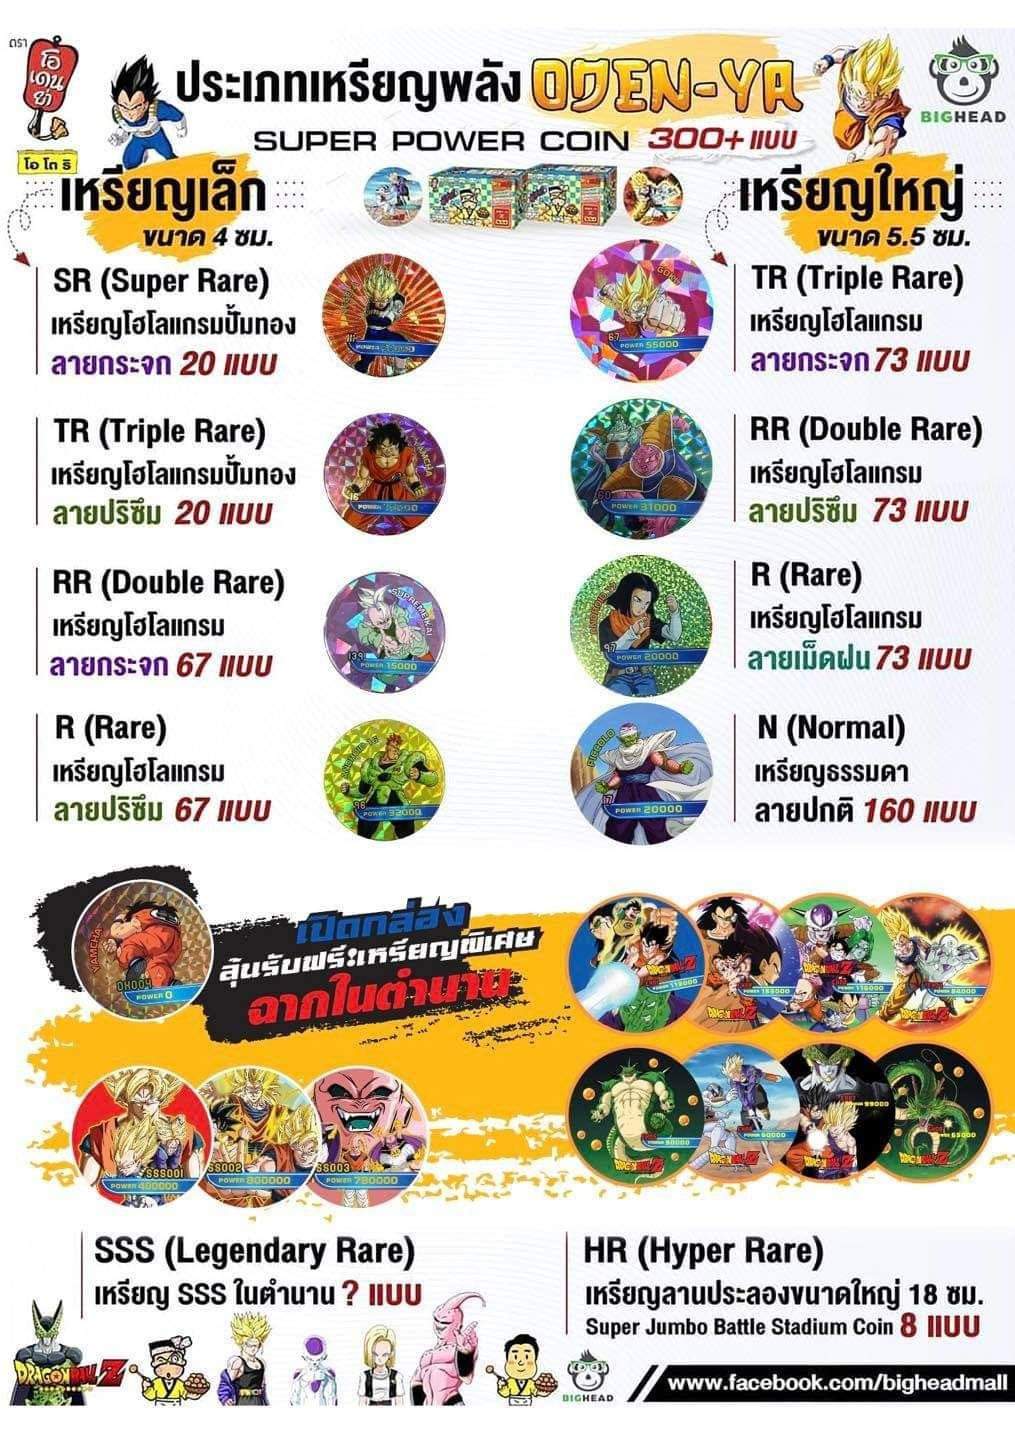 ตรา
โอเดนย่า
โอโทริ
ประเภทเหรียญพลัง ODEN-YA
SUPER POWER COIN 300+ แบบ
BIGHEAD
เหรียญเล็ก
ขนาด 4 ซม.
SR (Super Rare)
เหรียญโฮโลแกรมปั้มทอง
ลายกระจก 20 แบบ
TR (Triple Rare)
เหรียญโฮโลแกรมปั้มทอง
ลายปริซึม 20 แบบ
YAMCHA
16
POWER
RR (Double Rare)
เหรียญโฮโลแกรม
ลายกระจก 67 แบบ
SUPREME KAI
39
POWER 15000
R (Rare)
เหรียญโฮโลแกรม
ลายปริซึม 67 แบบ
98
POWER 92000
เหรียญใหญ่
ขนาด 5.5 ซม.
TR (Triple Rare)
เหรียญโฮโลแกรม
ลายกระจก 73 แบบ
GOKU
67
POWER 55000
RR (Double Rare)
เหรียญโฮโลแกรม
ลายปริซึม 73 แบบ
POWER 31000
R (Rare)
เหรียญโฮโลแกรม
ลายเม็ดฝน 73 แบบ
97
POWER 20000
N (Normal)
เหรียญธรรมดา
ลายปกติ 160 แบบ
PICCOLO
17
POWER 20000
YAMCHA
DX004
POWER 0
เปิดกล่อง
ลุ้นรับฟรี!เหรียญพิเศษ
ฉากในตำนาน
SSS001
POWER 400000
SS002
POWER 800000
SS003
POWER 780000
SSS (Legendary Rare)
เหรียญ SSS ในตำนาน ? แบบ
HR (Hyper Rare)
เหรียญลานประลองขนาดใหญ่ 18 ซม.
Super Jumbo Battle Stadium Coin 8 แบบ
DRAGON BALL Z
BIGHEAD
www.facebook.com/bigheadmall